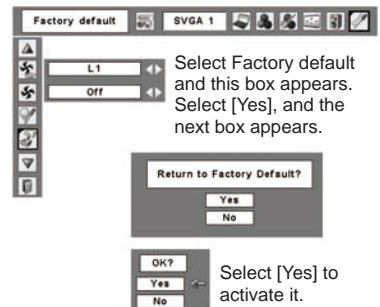 Factory default SVGA 1
L1
Off
Select Factory default
and this box appears.
Select [Yes], and the
next box appears.
Return to Factory Default?
Yes
No
OK?
Yes
No
Select [Yes] to
activate it.